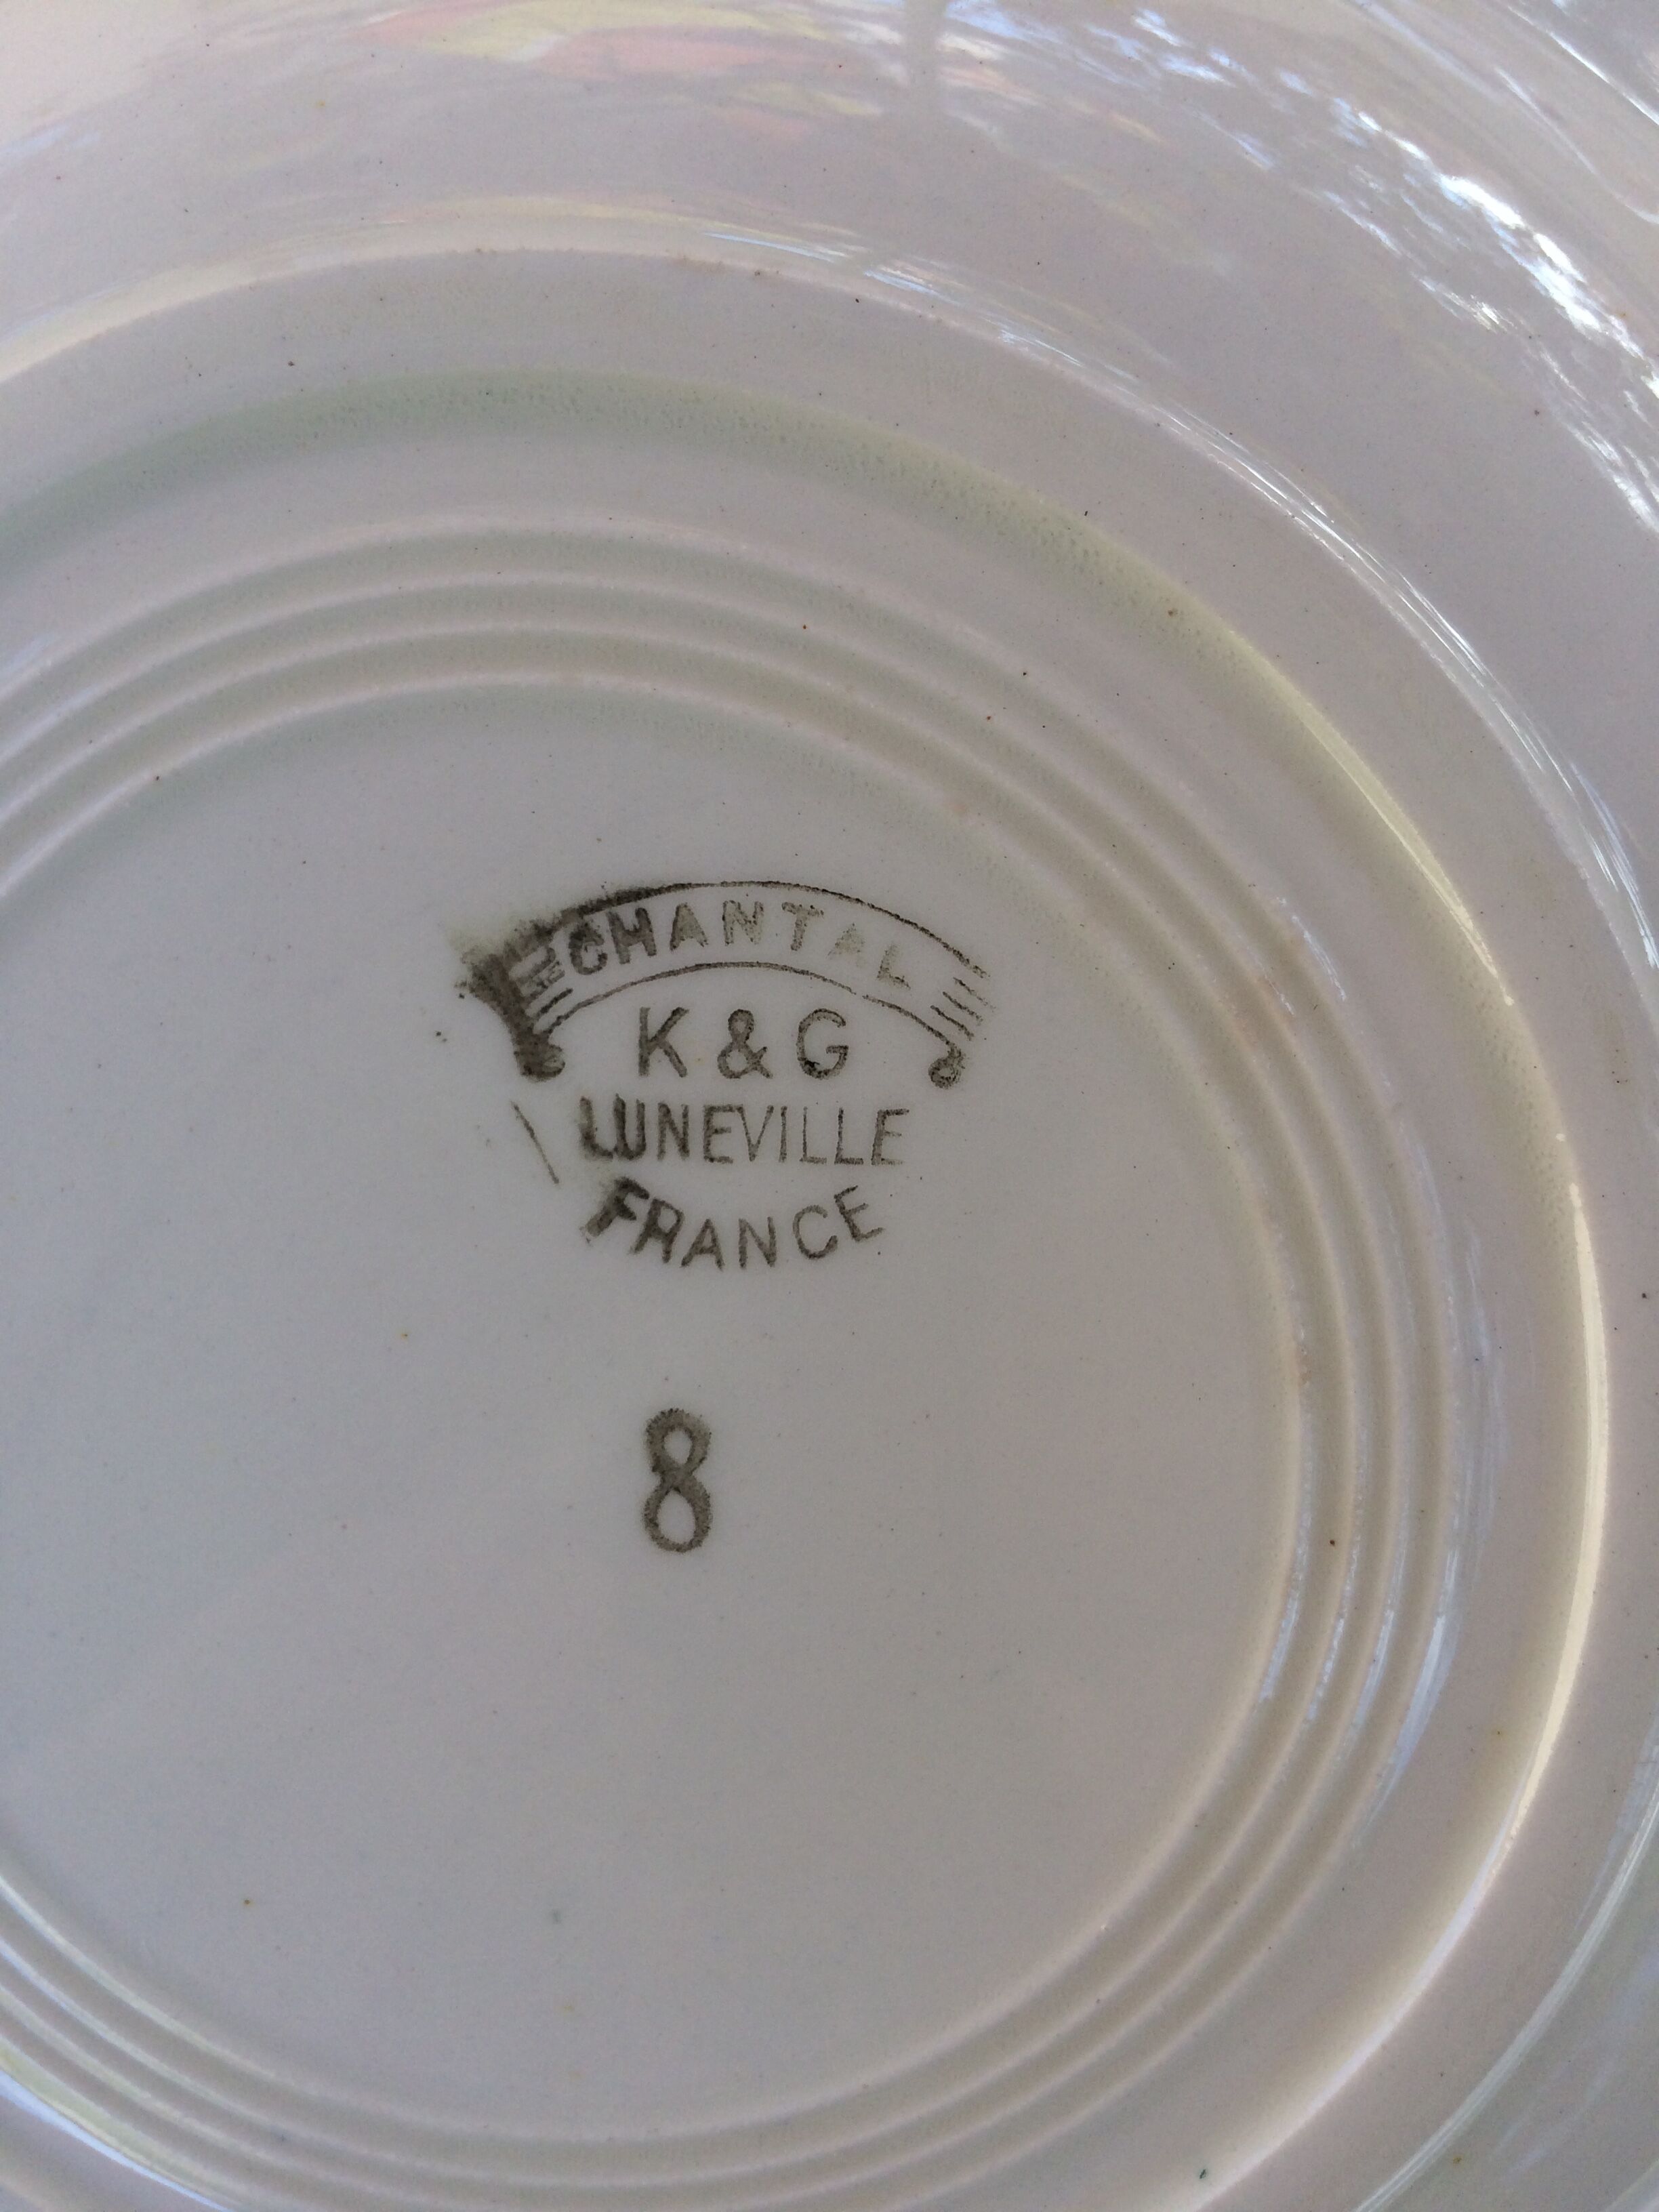 CHANTAL
K & G
LUNEVILLE
FRANCE
8